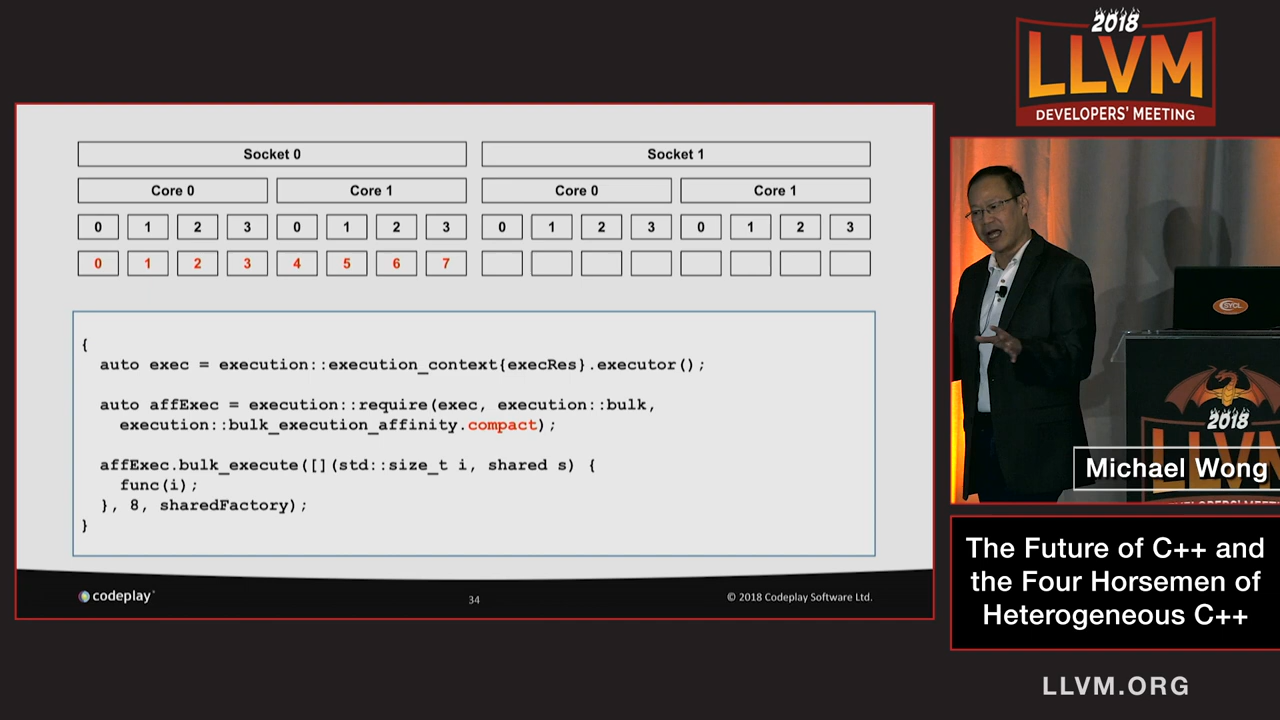 2018
LLVM
DEVELOPERS' MEETING
Socket 0 Socket 1
Core 0 Core 1 Core 0 Core 1
0 1 2 3 0 1 2 3 0 1 2 3 0 1 2 3
0 1 2 3 4 5 6 7
{
auto exec = execution::execution_context{execRes}.executor();
auto affExec = execution::require(exec, execution::bulk,
execution::bulk_execution_affinity.compact);
affExec.bulk_execute([](std::size_t i, shared s) {
func(i);
}, 8, sharedFactory);
}
codeplay
34
© 2018 Codeplay Software Ltd.
SYCL
2018
LLVM
Michael Wong
The Future of C++ and
the Four Horsemen of
Heterogeneous C++
LLVM.ORG